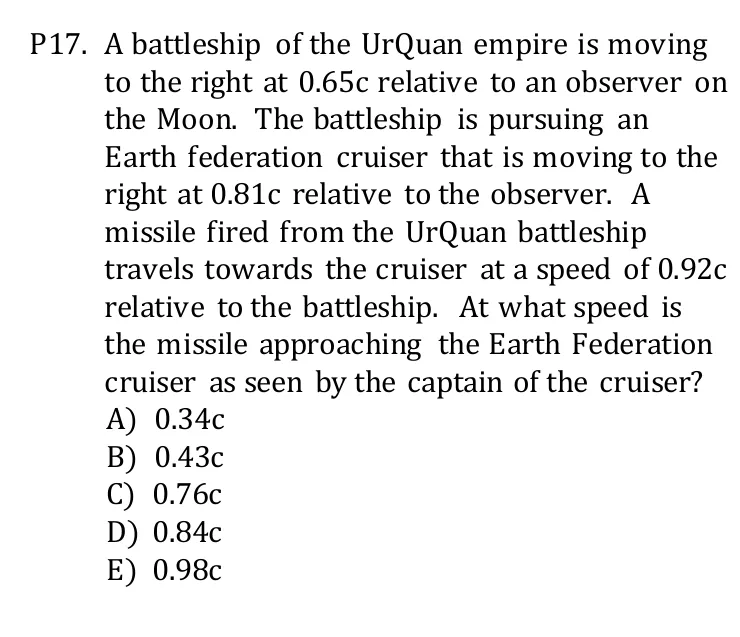 P17. A battleship of the UrQuan empire is moving
to the right at 0.65c relative to an observer on
the Moon. The battleship is pursuing an
Earth federation cruiser that is moving to the
right at 0.81c relative to the observer. A
missile fired from the UrQuan battleship
travels towards the cruiser at a speed of 0.92c
relative to the battleship. At what speed is
the missile approaching the Earth Federation
cruiser as seen by the captain of the cruiser?
A) 0.34c
B) 0.43c
C) 0.76c
D) 0.84c
E) 0.98c